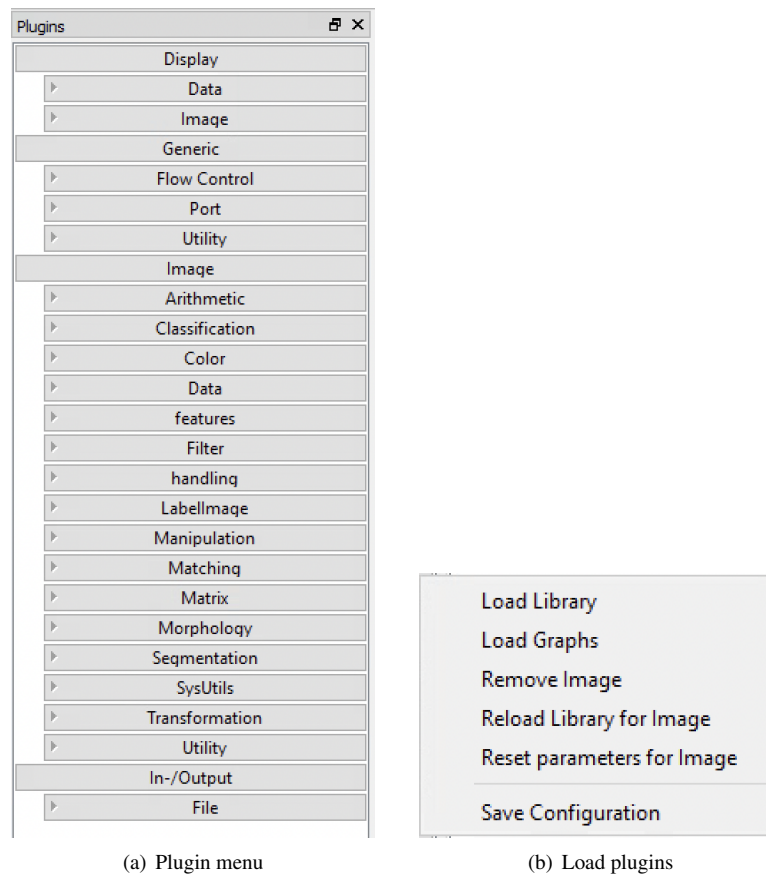 Plugins
Display
Data
Image
Generic
Flow Control
Port
Utility
Image
Arithmetic
Classification
Color
Data
features
Filter
handling
LabelImage
Manipulation
Matching
Matrix
Morphology
Segmentation
SysUtils
Transformation
Utility
In-/Output
File
(a) Plugin menu
Load Library
Load Graphs
Remove Image
Reload Library for Image
Reset parameters for Image
Save Configuration
(b) Load plugins